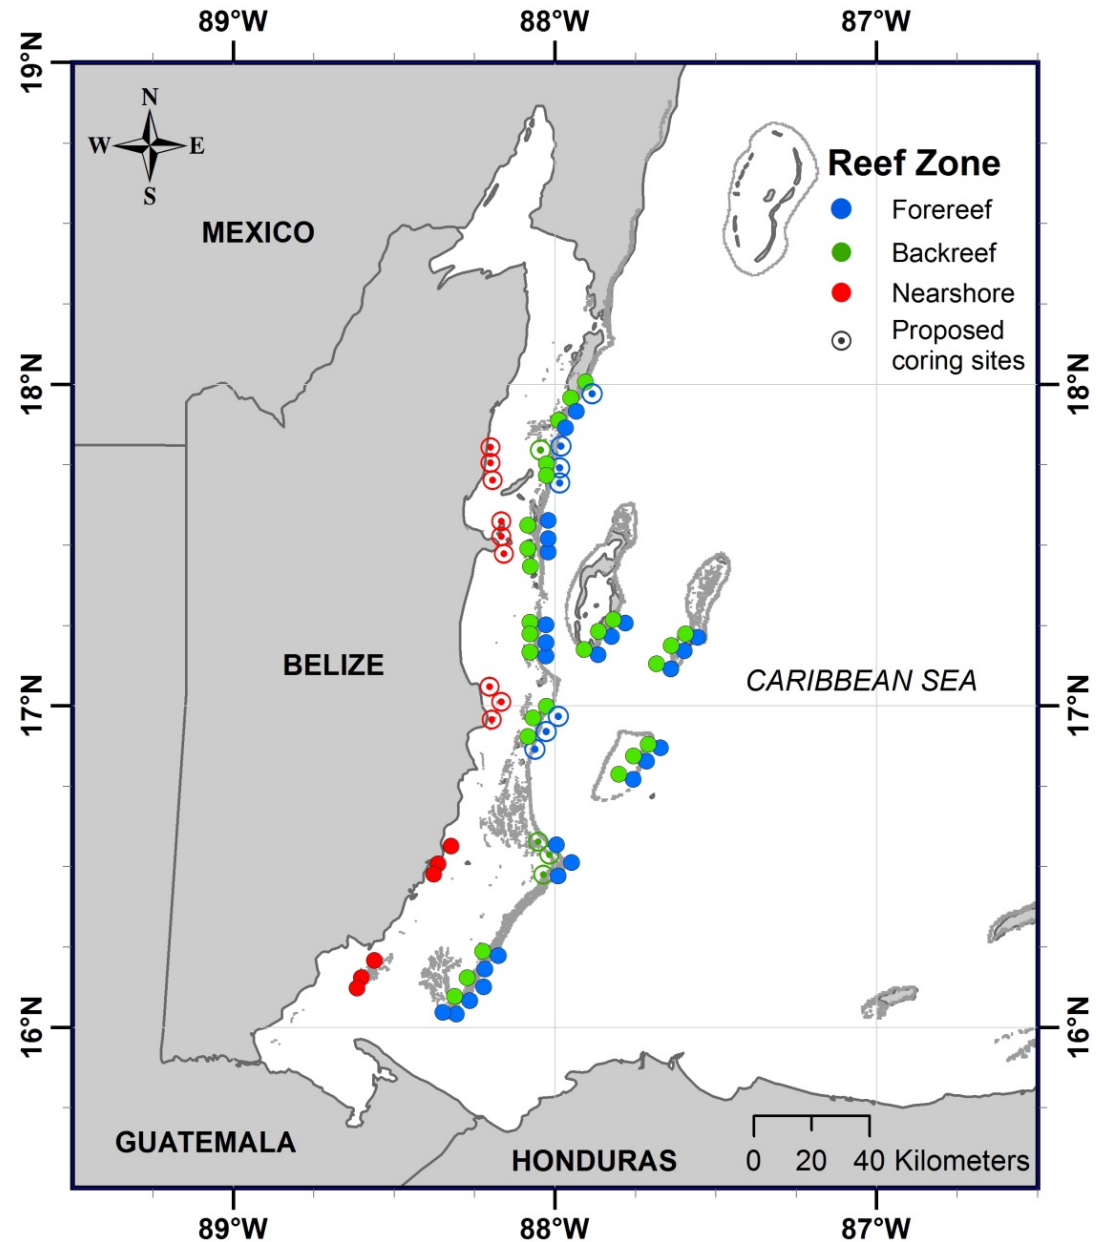 89°W 88°W 87°W
19°N
N
W E
S
Reef Zone
Forereef
Backreef
Nearshore
Proposed
coring sites
MEXICO
18°N 18°N
BELIZE
CARIBBEAN SEA
17°N 17°N
16°N 16°N
GUATEMALA
HONDURAS
0 20 40 Kilometers
89°W 88°W 87°W